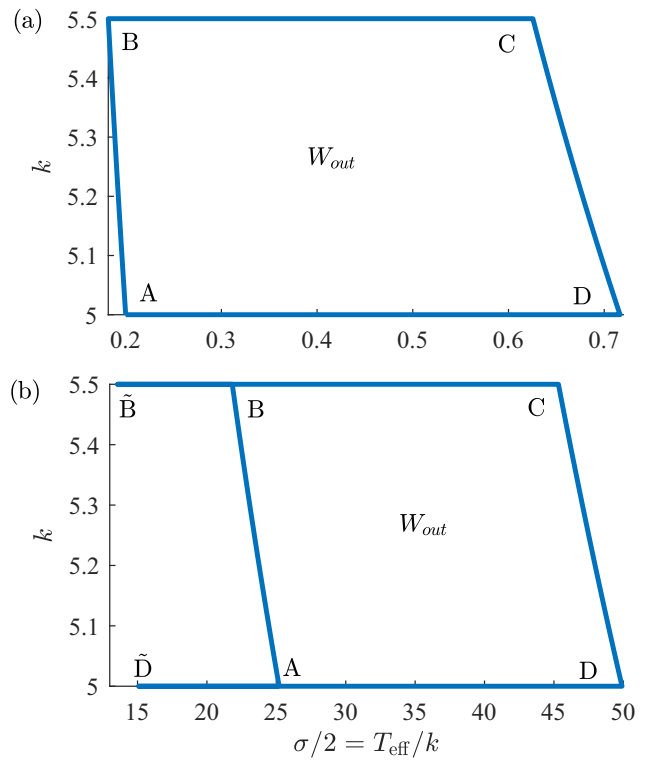 (a)
5.5
B
C
5.4
5.3
W_out
k
5.2
5.1
A
D
5
0.2 0.3 0.4 0.5 0.6 0.7
(b)
5.5
B̃ B C
5.4
5.3
W_out
k
5.2
5.1
D̃ A D
5
15 20 25 30 35 40 45 50
σ/2 = T_eff/k